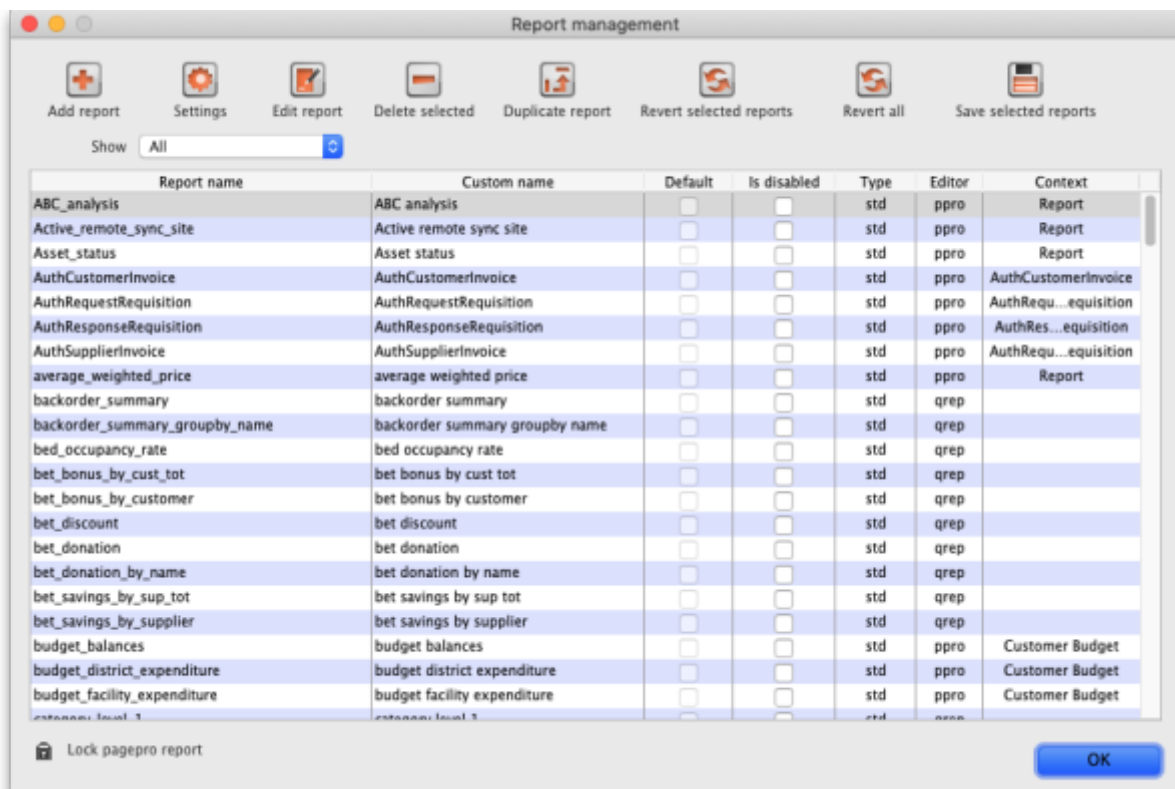 Report management
Add report Settings Edit report Delete selected Duplicate report Revert selected reports Revert all Save selected reports
Show All
Report name Custom name Default Is disabled Type Editor Context
ABC_analysis ABC analysis std ppro Report
Active_remote_sync_site Active remote sync site std ppro Report
Asset_status Asset status std ppro Report
AuthCustomerInvoice AuthCustomerInvoice std ppro AuthCustomerInvoice
AuthRequestRequisition AuthRequestRequisition std ppro AuthRequ...equisition
AuthResponseRequisition AuthResponseRequisition std ppro AuthRes...equisition
AuthSupplierInvoice AuthSupplierInvoice std ppro AuthRequ...equisition
average_weighted_price average weighted price std ppro Report
backorder_summary backorder summary std qrep
backorder_summary_groupby_name backorder summary groupby name std qrep
bed_occupancy_rate bed occupancy rate std qrep
bet_bonus_by_cust_tot bet bonus by cust tot std qrep
bet_bonus_by_customer bet bonus by customer std qrep
bet_discount bet discount std qrep
bet_donation bet donation std qrep
bet_donation_by_name bet donation by name std qrep
bet_savings_by_sup_tot bet savings by sup tot std qrep
bet_savings_by_supplier bet savings by supplier std qrep
budget_balances budget balances std ppro Customer Budget
budget_district_expenditure budget district expenditure std ppro Customer Budget
budget_facility_expenditure budget facility expenditure std ppro Customer Budget
category_level_1 category level 1 std qrep
Lock pagepro report
OK